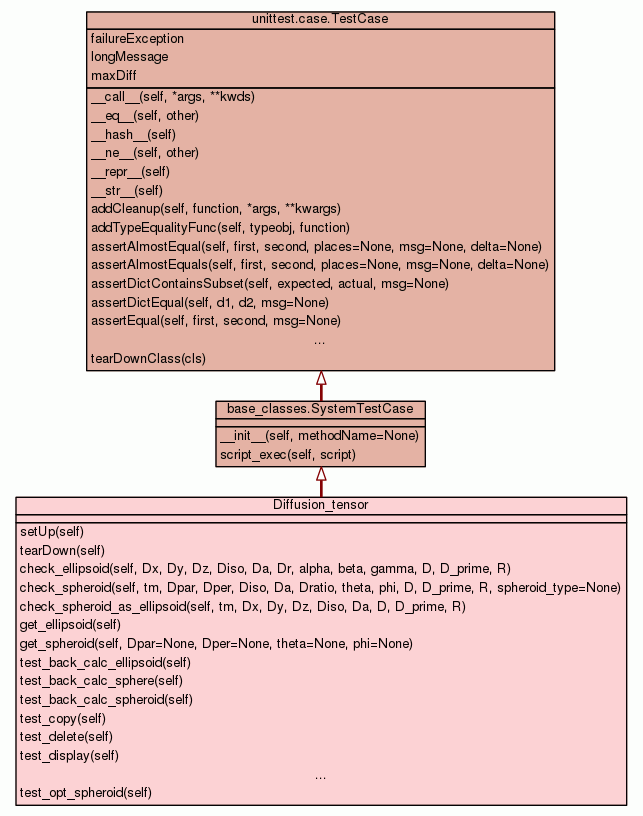 unittest.case.TestCase
failureException
longMessage
maxDiff
__call__(self, *args, **kwds)
__eq__(self, other)
__hash__(self)
__ne__(self, other)
__repr__(self)
__str__(self)
addCleanup(self, function, *args, **kwargs)
addTypeEqualityFunc(self, typeobj, function)
assertAlmostEqual(self, first, second, places=None, msg=None, delta=None)
assertAlmostEquals(self, first, second, places=None, msg=None, delta=None)
assertDictContainsSubset(self, expected, actual, msg=None)
assertDictEqual(self, d1, d2, msg=None)
assertEqual(self, first, second, msg=None)
...
tearDownClass(cls)
base_classes.SystemTestCase
__init__(self, methodName=None)
script_exec(self, script)
Diffusion_tensor
setUp(self)
tearDown(self)
check_ellipsoid(self, Dx, Dy, Dz, Diso, Da, Dr, alpha, beta, gamma, D, D_prime, R)
check_spheroid(self, tm, Dpar, Dper, Diso, Da, Dratio, theta, phi, D, D_prime, R, spheroid_type=None)
check_spheroid_as_ellipsoid(self, tm, Dx, Dy, Dz, Diso, Da, D, D_prime, R)
get_ellipsoid(self)
get_spheroid(self, Dpar=None, Dper=None, theta=None, phi=None)
test_back_calc_ellipsoid(self)
test_back_calc_sphere(self)
test_back_calc_spheroid(self)
test_copy(self)
test_delete(self)
test_display(self)
...
test_opt_spheroid(self)